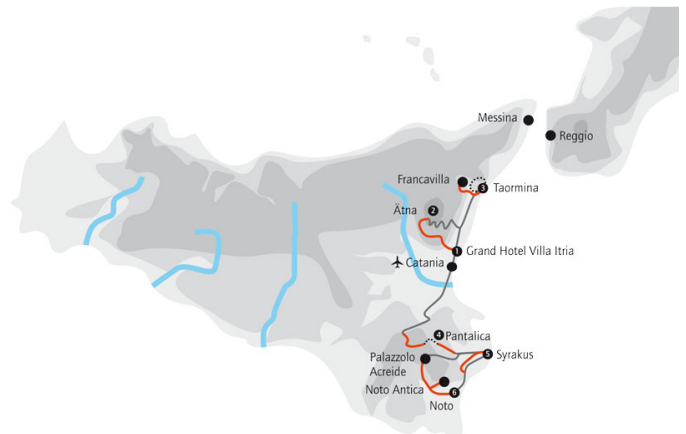 Messina
Reggio
Francavilla
3 Taormina
Ätna 2
1 Grand Hotel Villa Itria
Catania
4 Pantalica
Palazzolo
Acreide
5 Syrakus
Noto Antica
6
Noto